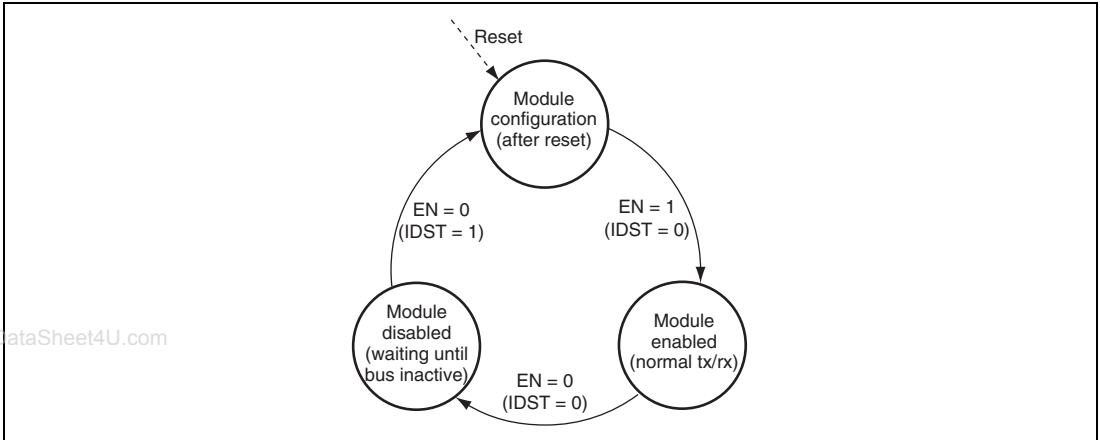 Reset
Module
configuration
(after reset)
EN = 0
(IDST = 1)
EN = 1
(IDST = 0)
Module
disabled
(waiting until
bus inactive)
Module
enabled
(normal tx/rx)
EN = 0
(IDST = 0)
ataSheet4U.com